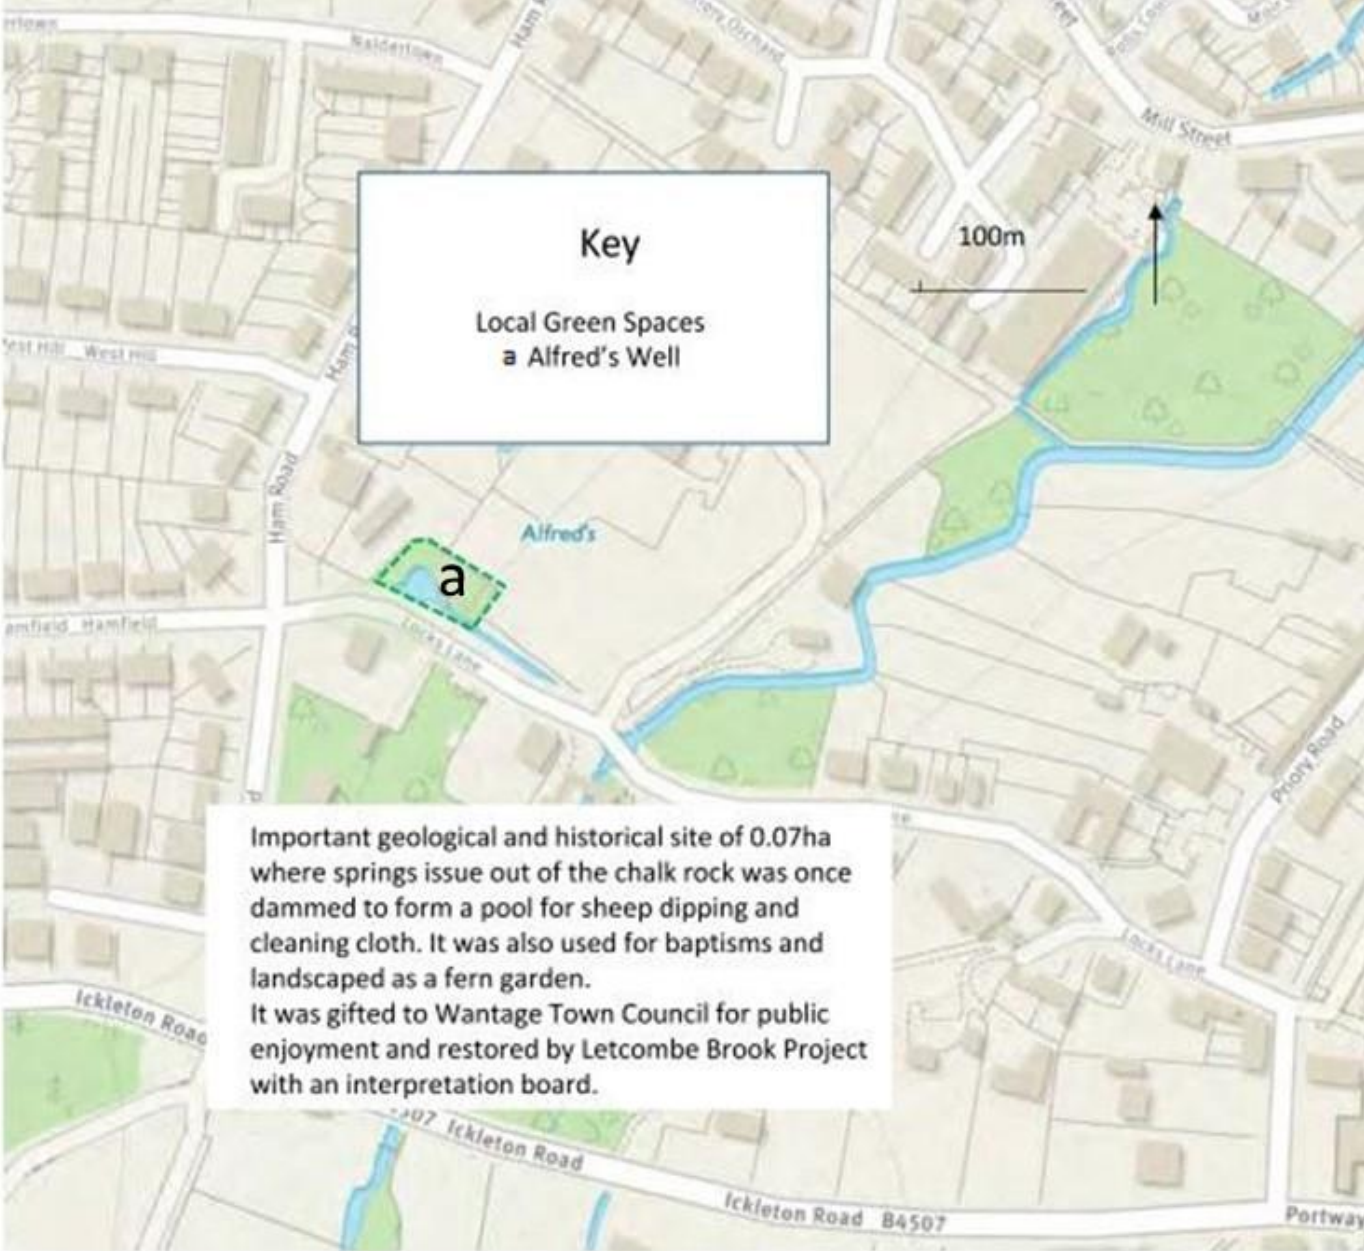 Naldertown
Mill Street
Key
Local Green Spaces
a Alfred's Well
100m
West Hill
Ham Road
Alfred's
a
Hamfield
Locks Lane
Priory Road
Important geological and historical site of 0.07ha
where springs issue out of the chalk rock was once
dammed to form a pool for sheep dipping and
cleaning cloth. It was also used for baptisms and
landscaped as a fern garden.
It was gifted to Wantage Town Council for public
enjoyment and restored by Letcombe Brook Project
with an interpretation board.
Locks Lane
Ickleton Road
Ickleton Road
Ickleton Road B4507
Portway